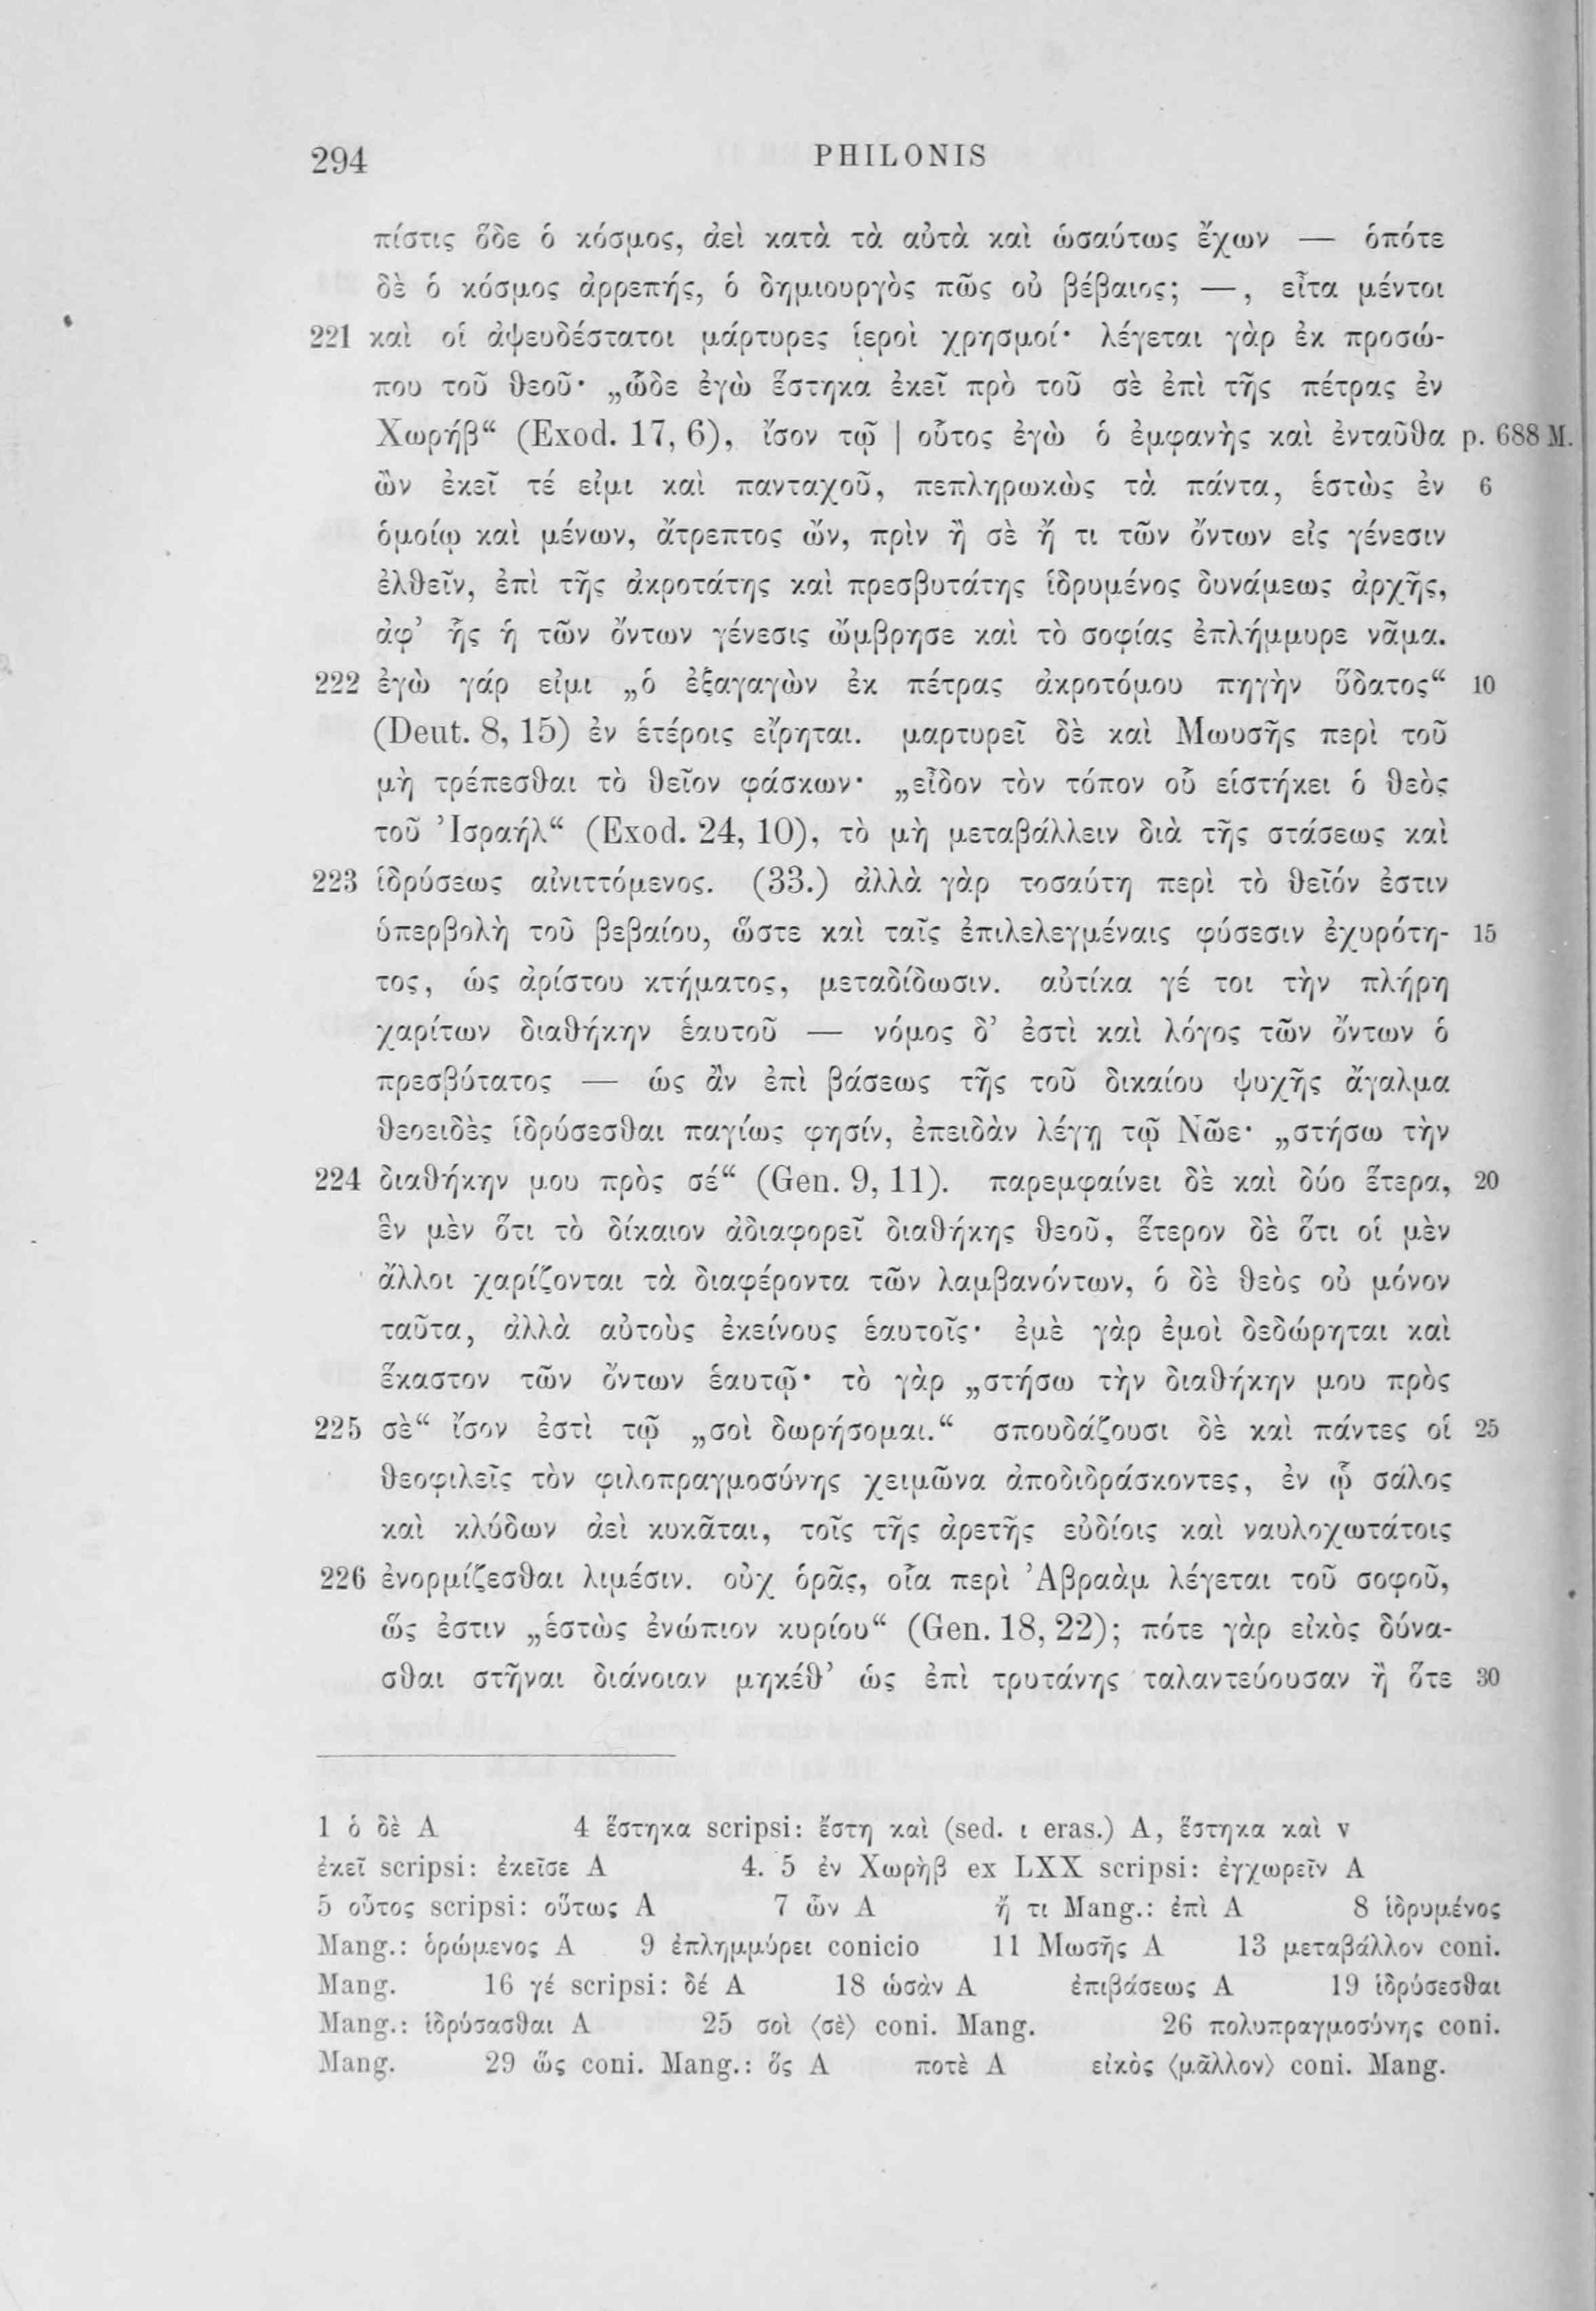 294 PHILONIS
πίστις ὅδε ὁ κόσμος, ἀεὶ κατὰ τὰ αὐτὰ καὶ ὡσαύτως ἔχων — ὁπότε
δὲ ὁ κόσμος ἀρρεπής, ὁ δημιουργὸς πῶς οὐ βέβαιος; —, εἶτα μέντοι
221 καὶ οἱ ἀψευδέστατοι μάρτυρες ἱεροὶ χρησμοί· λέγεται γὰρ ἐκ προσώ-
που τοῦ θεοῦ· „ὧδε ἐγὼ ἕστηκα ἐκεῖ πρὸ τοῦ σὲ ἐπὶ τῆς πέτρας ἐν
Χωρήβ“ (Exod. 17, 6), ἴσον τῷ | οὗτος ἐγὼ ὁ ἐμφανὴς καὶ ἐνταῦθα p. 688 M.
ὢν ἐκεῖ τέ εἰμι καὶ πανταχοῦ, πεπληρωκὼς τὰ πάντα, ἑστὼς ἐν 6
ὁμοίῳ καὶ μένων, ἄτρεπτος ὤν, πρὶν ἢ σὲ ἤ τι τῶν ὄντων εἰς γένεσιν
ἐλθεῖν, ἐπὶ τῆς ἀκροτάτης καὶ πρεσβυτάτης ἱδρυμένος δυνάμεως ἀρχῆς,
ἀφ’ ἧς ἡ τῶν ὄντων γένεσις ὤμβρησε καὶ τὸ σοφίας ἐπλήμμυρε νᾶμα.
222 ἐγὼ γάρ εἰμι „ὁ ἐξαγαγὼν ἐκ πέτρας ἀκροτόμου πηγὴν ὕδατος“ 10
(Deut. 8, 15) ἐν ἑτέροις εἴρηται. μαρτυρεῖ δὲ καὶ Μωυσῆς περὶ τοῦ
μὴ τρέπεσθαι τὸ θεῖον φάσκων· „εἶδον τὸν τόπον οὗ εἱστήκει ὁ θεὸς
τοῦ Ἰσραήλ“ (Exod. 24, 10), τὸ μὴ μεταβάλλειν διὰ τῆς στάσεως καὶ
223 ἱδρύσεως αἰνιττόμενος. (33.) ἀλλὰ γὰρ τοσαύτη περὶ τὸ θεῖόν ἐστιν
ὑπερβολὴ τοῦ βεβαίου, ὥστε καὶ ταῖς ἐπιλελεγμέναις φύσεσιν ἐχυρότη- 15
τος, ὡς ἀρίστου κτήματος, μεταδίδωσιν. αὐτίκα γέ τοι τὴν πλήρη
χαρίτων διαθήκην ἑαυτοῦ — νόμος δ’ ἐστὶ καὶ λόγος τῶν ὄντων ὁ
πρεσβύτατος — ὡς ἂν ἐπὶ βάσεως τῆς τοῦ δικαίου ψυχῆς ἄγαλμα
θεοειδὲς ἱδρύσεσθαι παγίως φησίν, ἐπειδὰν λέγῃ τῷ Νῶε· „στήσω τὴν
224 διαθήκην μου πρὸς σέ“ (Gen. 9, 11). παρεμφαίνει δὲ καὶ δύο ἕτερα, 20
ἓν μὲν ὅτι τὸ δίκαιον ἀδιαφορεῖ διαθήκης θεοῦ, ἕτερον δὲ ὅτι οἱ μὲν
ἄλλοι χαρίζονται τὰ διαφέροντα τῶν λαμβανόντων, ὁ δὲ θεὸς οὐ μόνον
ταῦτα, ἀλλὰ αὐτοὺς ἐκείνους ἑαυτοῖς· ἐμὲ γὰρ ἐμοὶ δεδώρηται καὶ
ἕκαστον τῶν ὄντων ἑαυτῷ· τὸ γὰρ „στήσω τὴν διαθήκην μου πρὸς
225 σὲ“ ἴσον ἐστὶ τῷ „σοὶ δωρήσομαι.“ σπουδάζουσι δὲ καὶ πάντες οἱ 25
θεοφιλεῖς τὸν φιλοπραγμοσύνης χειμῶνα ἀποδιδράσκοντες, ἐν ᾧ σάλος
καὶ κλύδων ἀεὶ κυκᾶται, τοῖς τῆς ἀρετῆς εὐδίοις καὶ ναυλοχωτάτοις
226 ἐνορμίζεσθαι λιμέσιν. οὐχ ὁρᾷς, οἷα περὶ Ἀβραὰμ λέγεται τοῦ σοφοῦ,
ὥς ἐστιν „ἑστὼς ἐνώπιον κυρίου“ (Gen. 18, 22); πότε γὰρ εἰκὸς δύνα-
σθαι στῆναι διάνοιαν μηκέθ’ ὡς ἐπὶ τρυτάνης ταλαντεύουσαν ἢ ὅτε 30
1 ὁ δὲ A 4 ἕστηκα scripsi: ἔστη καὶ (sed. ι eras.) A, ἕστηκα καὶ v
ἐκεῖ scripsi: ἐκεῖσε A 4. 5 ἐν Χωρὴβ ex LXX scripsi: ἐγχωρεῖν A
5 οὗτος scripsi: οὕτως A 7 ὧν A ἤ τι Mang.: ἐπὶ A 8 ἱδρυμένος
Mang.: ὁρώμενος A 9 ἐπλημμύρει conicio 11 Μωσῆς A 13 μεταβάλλον coni.
Mang. 16 γέ scripsi: δέ A 18 ὡσὰν A ἐπιβάσεως A 19 ἱδρύσεσθαι
Mang.: ἱδρύσασθαι A 25 σοὶ ⟨σὲ⟩ coni. Mang. 26 πολυπραγμοσύνης coni.
Mang. 29 ὥς coni. Mang.: ὅς A ποτὲ A εἰκὸς ⟨μᾶλλον⟩ coni. Mang.